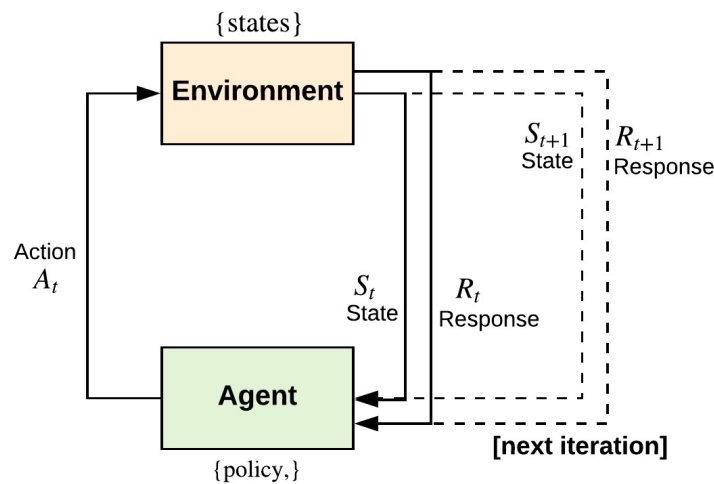 {states}
Environment
S_{t+1}
State
R_{t+1}
Response
Action
A_t
S_t
State
R_t
Response
Agent
{policy,}
[next iteration]